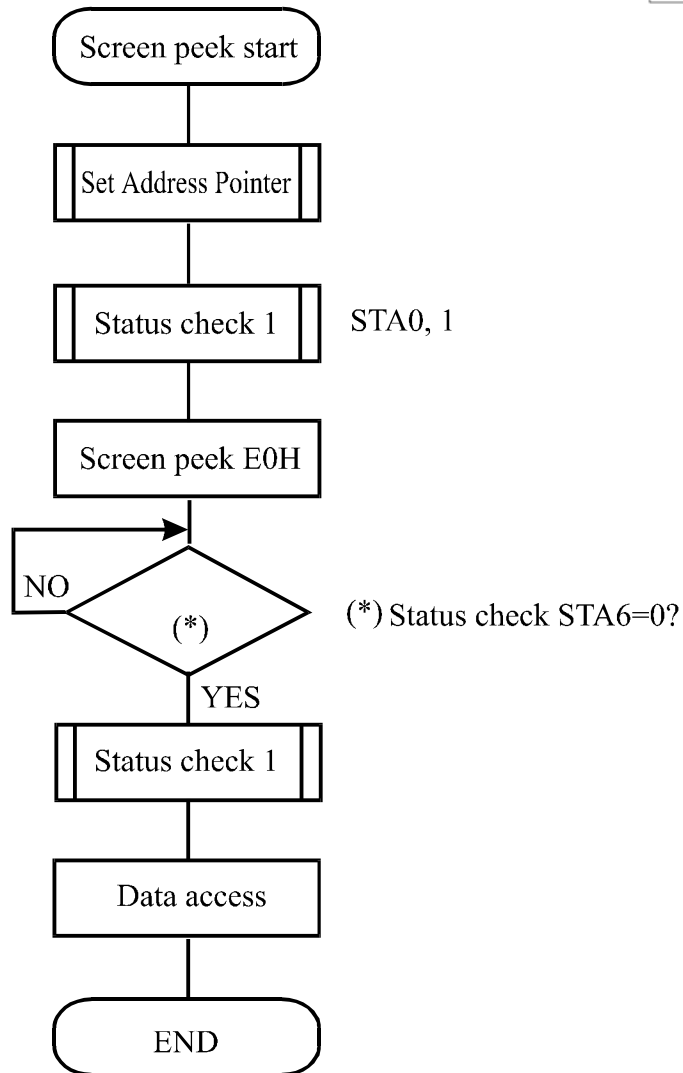 Screen peek start
Set Address Pointer
Status check 1
STA0, 1
Screen peek E0H
NO
(*)
(*) Status check STA6=0?
YES
Status check 1
Data access
END